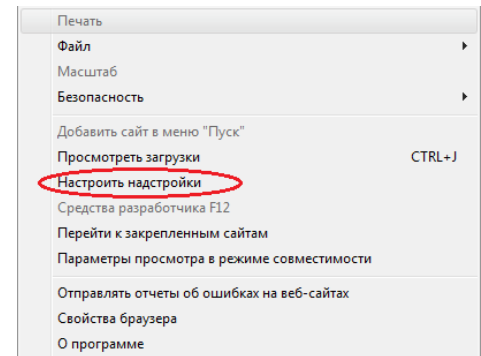 Печать
Файл
Масштаб
Безопасность
Добавить сайт в меню "Пуск"
Просмотреть загрузки CTRL+J
Настроить надстройки
Средства разработчика F12
Перейти к закрепленным сайтам
Параметры просмотра в режиме совместимости
Отправлять отчеты об ошибках на веб-сайтах
Свойства браузера
О программе